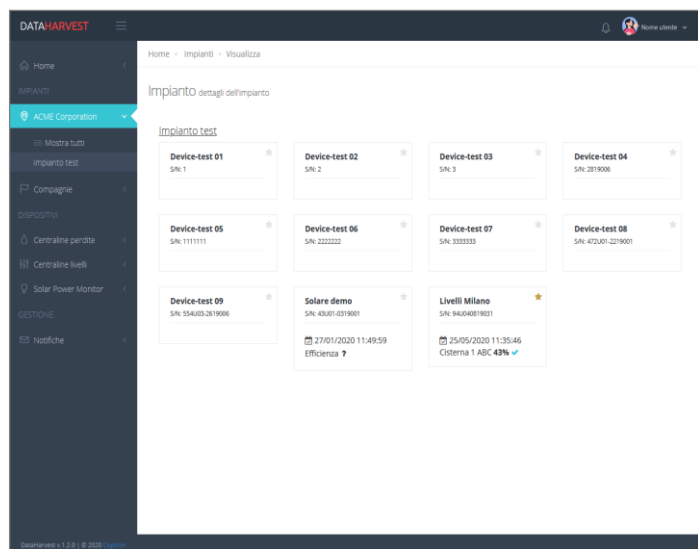 DATAHARVEST
Nome utente
Home
IMPIANTI
ACME Corporation
Mostra tutti
Impianto test
Compagnie
DISPOSITIVI
Centraline perdite
Centraline livelli
Solar Power Monitor
GESTIONE
Notifiche
Home - Impianti - Visualizza
Impianto dettagli dell'impianto
Impianto test
Device-test 01
S/N: 1
Device-test 02
S/N: 2
Device-test 03
S/N: 3
Device-test 04
S/N: 2819006
Device-test 05
S/N: 1111111
Device-test 06
S/N: 2222222
Device-test 07
S/N: 3333333
Device-test 08
S/N: 472U01-2219001
Device-test 09
S/N: 554U03-2619006
Solare demo
S/N: 43U01-0319001
27/01/2020 11:49:59
Efficienza ?
Livelli Milano
S/N: 94U040819031
25/05/2020 11:35:46
Cisterna 1 ABC 43%
DataHarvest v.1.2.0 | © 2020